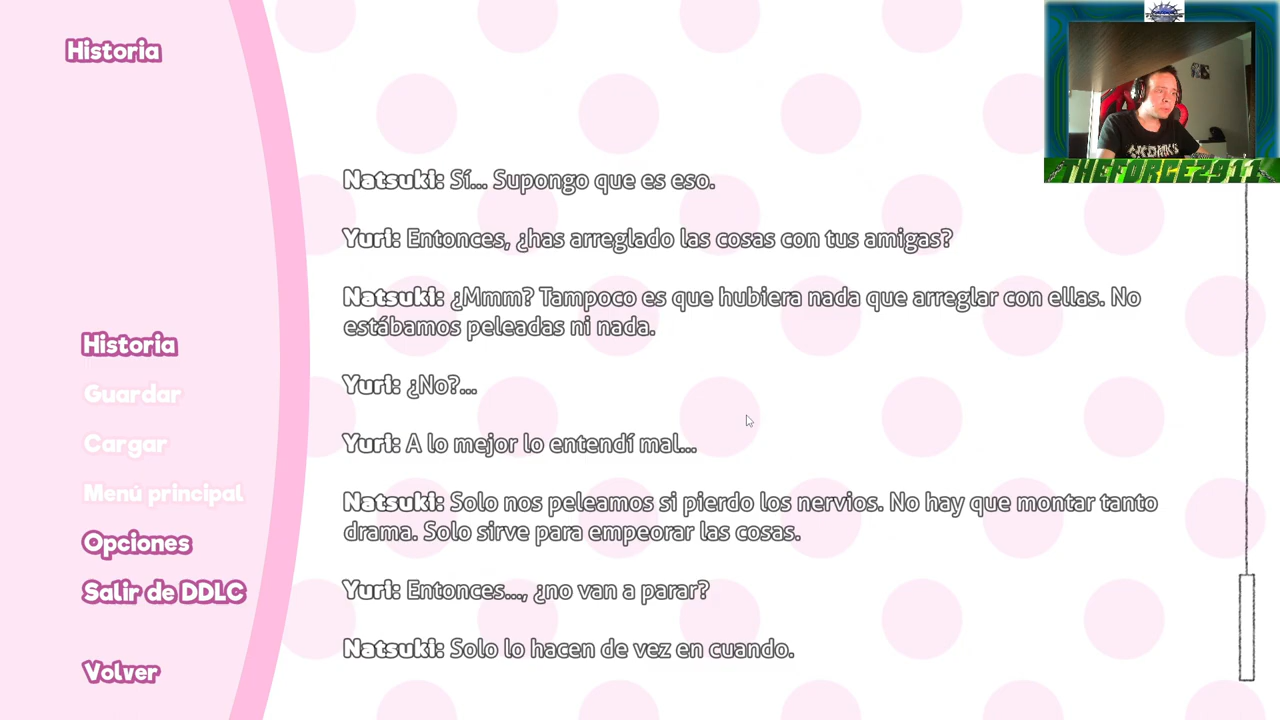 Historia
THEFORCE2911
Natsuki: Sí... Supongo que es eso.
Yuri: Entonces, ¿has arreglado las cosas con tus amigas?
Natsuki: ¿Mmm? Tampoco es que hubiera nada que arreglar con ellas. No
estábamos peleadas ni nada.
Yuri: ¿No?...
Yuri: A lo mejor lo entendí mal...
Natsuki: Solo nos peleamos si pierdo los nervios. No hay que montar tanto
drama. Solo sirve para empeorar las cosas.
Yuri: Entonces..., ¿no van a parar?
Natsuki: Solo lo hacen de vez en cuando.
Historia
Guardar
Cargar
Menú principal
Opciones
Salir de DDLC
Volver